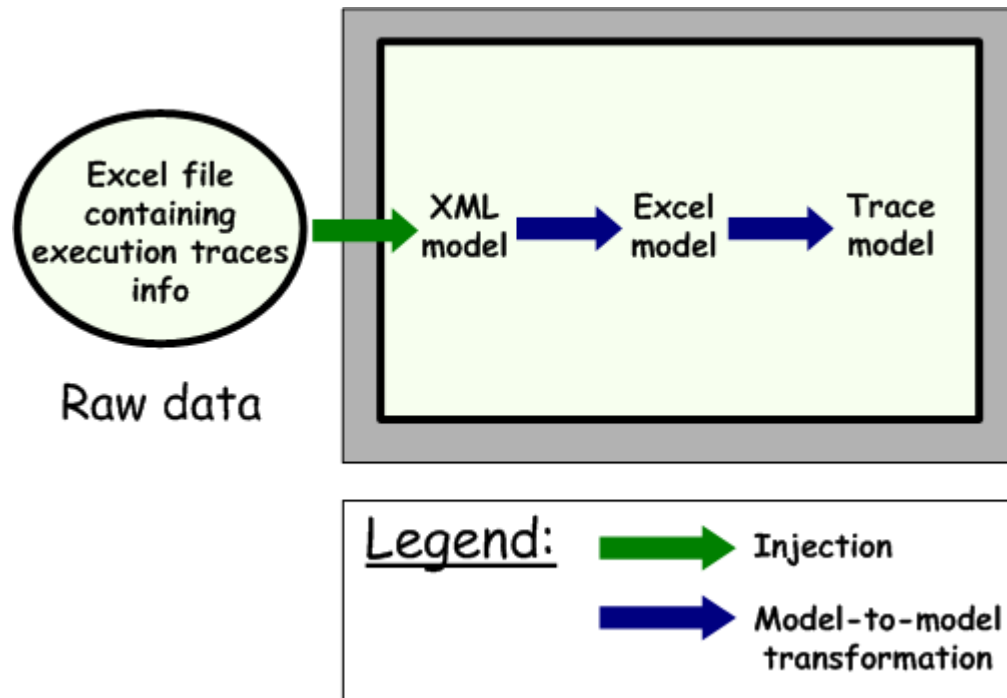 Excel file
containing
execution traces
info
Raw data
XML
model
Excel
model
Trace
model
Legend:
Injection
Model-to-model
transformation